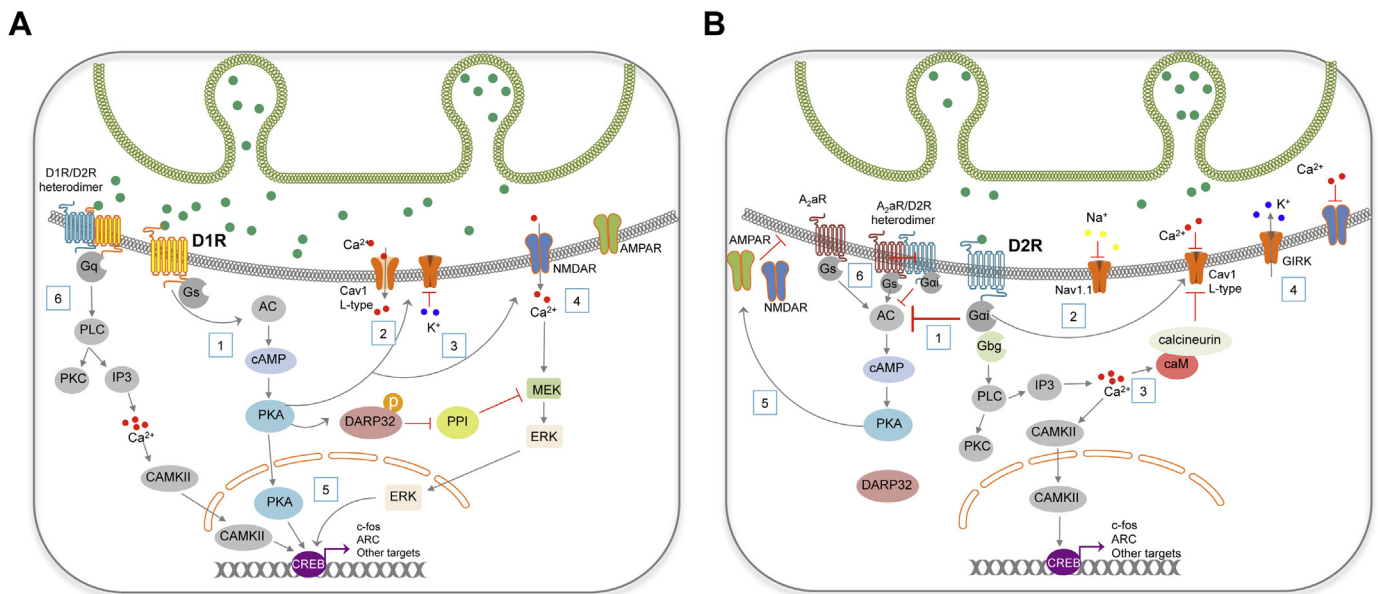 A
D1R/D2R
heterodimer
D1R
Gq
Gs
6
PLC
PKC
IP3
Ca²⁺
CAMKII
CAMKII
1
AC
cAMP
PKA
PKA
5
Ca²⁺
Cav1
L-type
2
K⁺
3
NMDAR
Ca²⁺
4
AMPAR
P
DARP32
PPI
MEK
ERK
ERK
CREB
c-fos
ARC
Other targets
B
A₂aR
A₂aR/D2R
heterodimer
AMPAR
NMDAR
Gs
6
Gs
Gαi
AC
1
cAMP
PKA
5
DARP32
D2R
Gαi
Gbg
PLC
PKC
IP3
Ca²⁺
3
CAMKII
CAMKII
Na⁺
Nav1.1
2
Ca²⁺
Cav1
L-type
calcineurin
caM
K⁺
GIRK
4
Ca²⁺
CREB
c-fos
ARC
Other targets